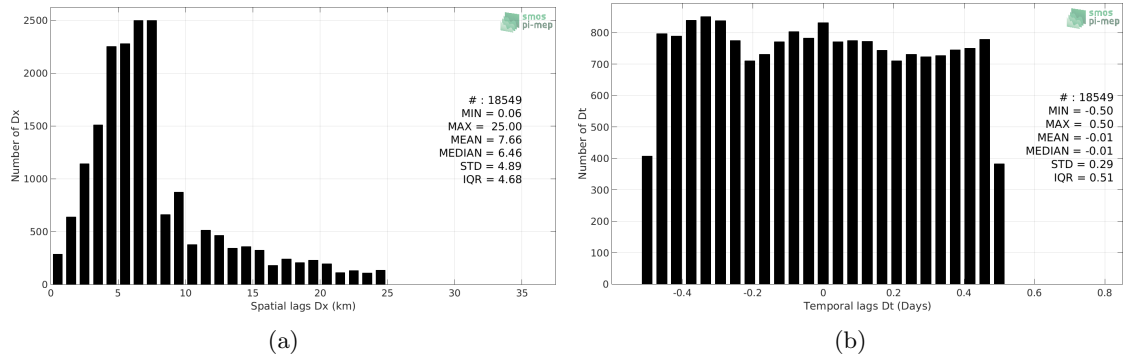 smos
pi-mep
2500
2000
1500
1000
500
0
Number of Dx
# : 18549
MIN = 0.06
MAX = 25.00
MEAN = 7.66
MEDIAN = 6.46
STD = 4.89
IQR = 4.68
0 5 10 15 20 25 30 35
Spatial lags Dx (km)
(a)
smos
pi-mep
800
700
600
500
400
300
200
100
0
Number of Dt
# : 18549
MIN = -0.50
MAX = 0.50
MEAN = -0.01
MEDIAN = -0.01
STD = 0.29
IQR = 0.51
-0.4 -0.2 0 0.2 0.4 0.6 0.8
Temporal lags Dt (Days)
(b)